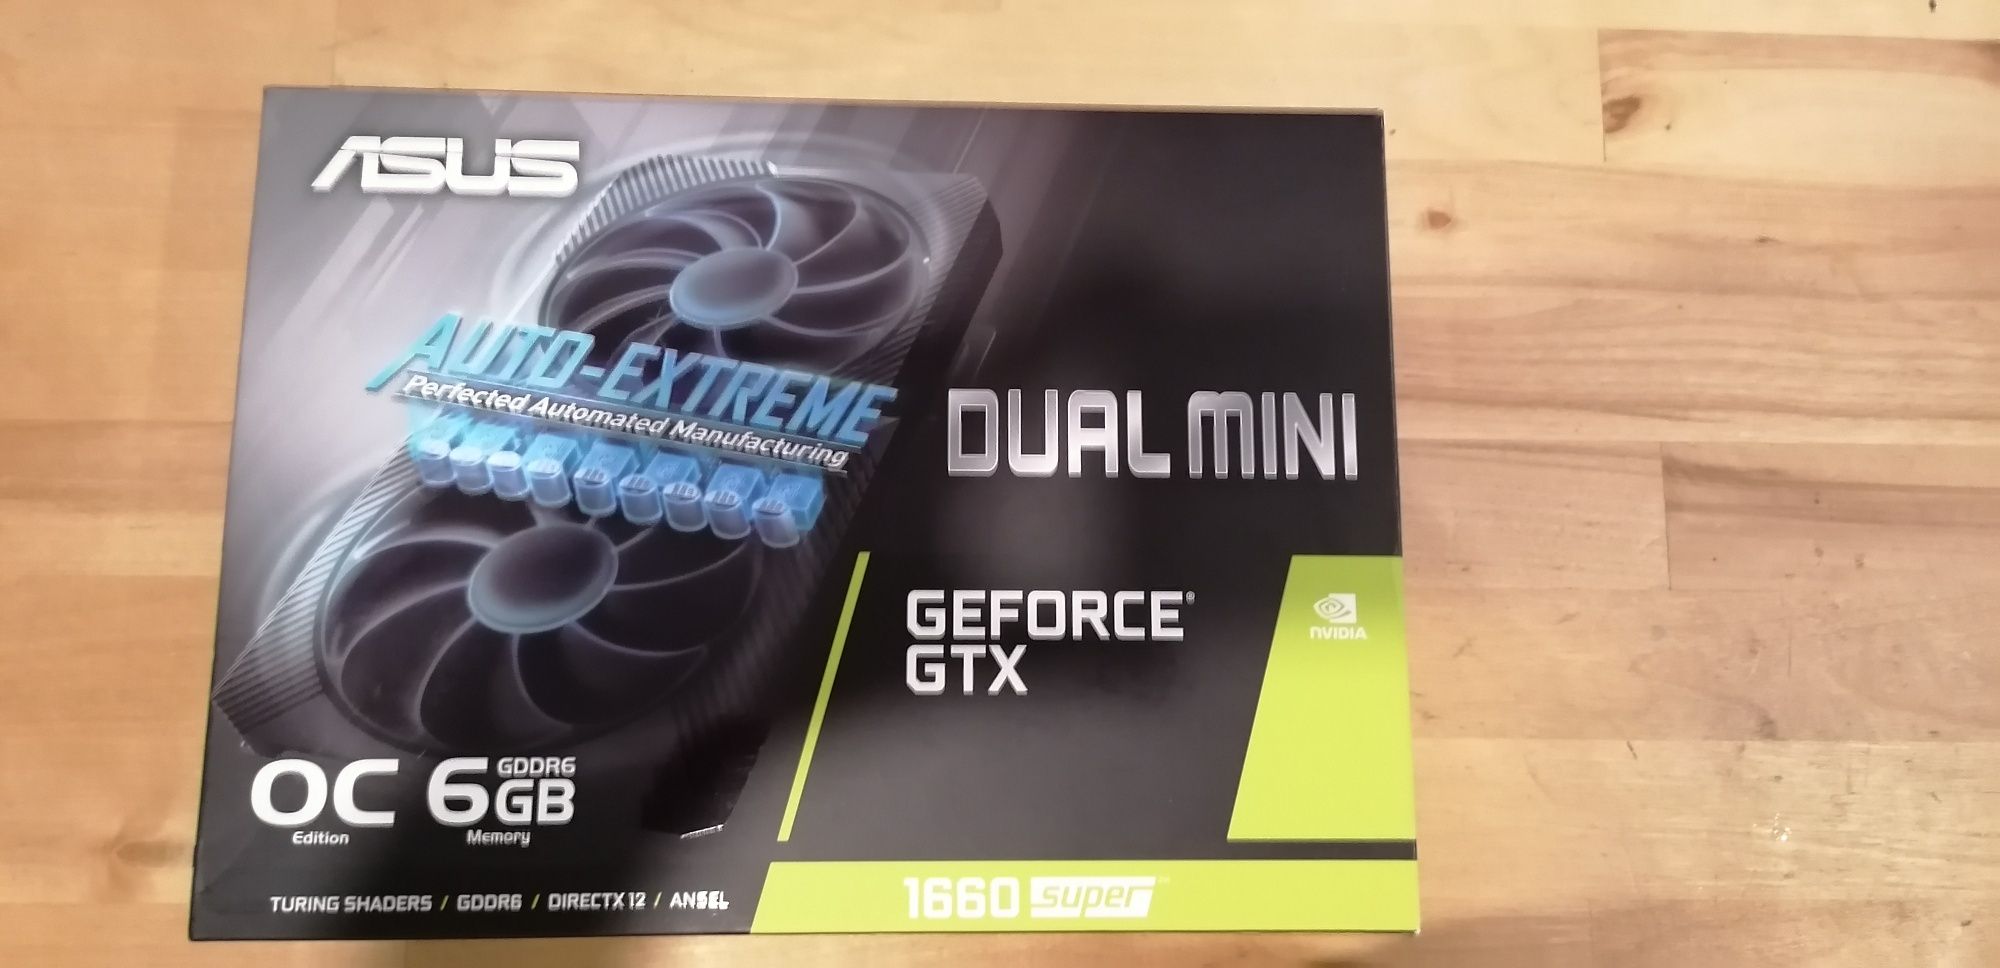 ASUS
AUTO-EXTREME
Perfected Automated Manufacturing
DUAL MINI
GEFORCE®
GTX
NVIDIA
OC
Edition
6
GDDR6
GB
Memory
TURING SHADERS / GDDR6 / DIRECTX 12 / ANSEL
1660 SUPER